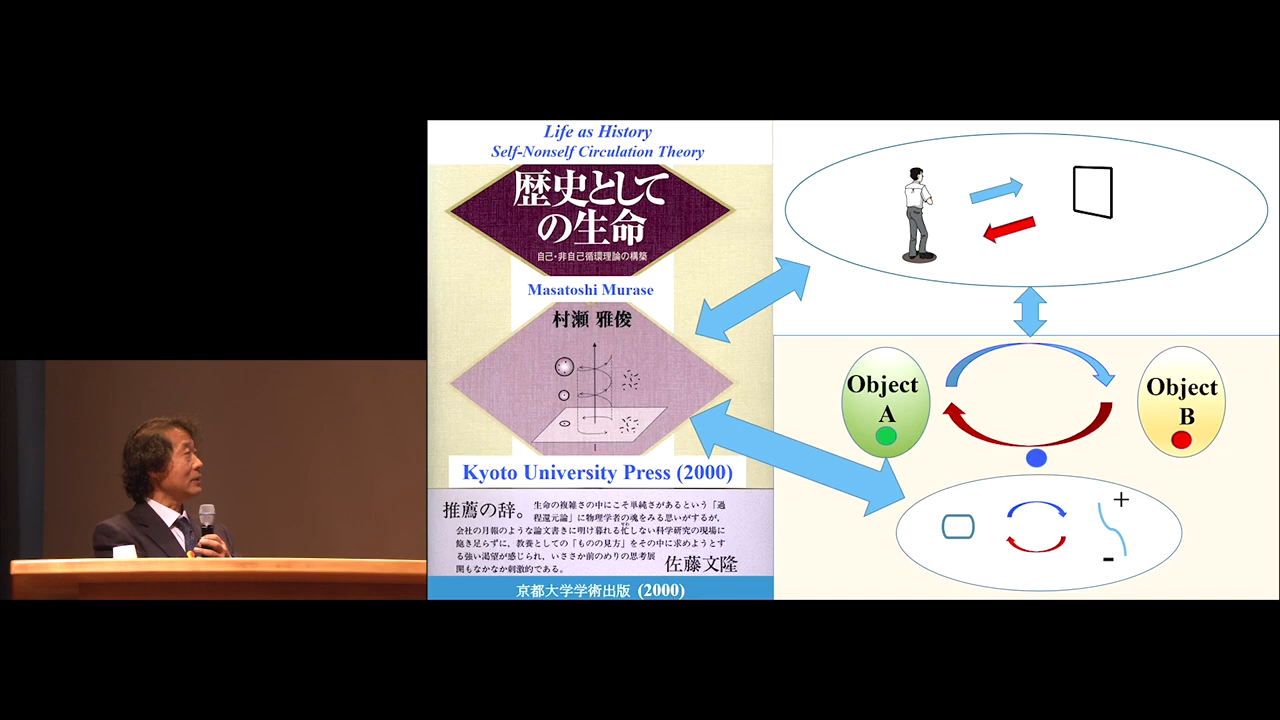 Life as History
Self-Nonself Circulation Theory
歴史として
の生命
自己・非自己循環理論の構築
Masatoshi Murase
村瀬 雅俊
Kyoto University Press (2000)
推薦の辞。
生命の複雑さの中にこそ単純さがあるという「過
程還元論」に物理学者の魂をみる思いがするが、
会社の月報のような論文書きに明け暮れる忙しない科学研究の現場に
飽き足らずに、教養としての「ものの見方」をその中に求めようとす
る強い渇望が感じられ、いささか前のめりの思考展
開もなかなか刺激的である。
佐藤文隆
京都大学学術出版 (2000)
Object
A
Object
B
+
-